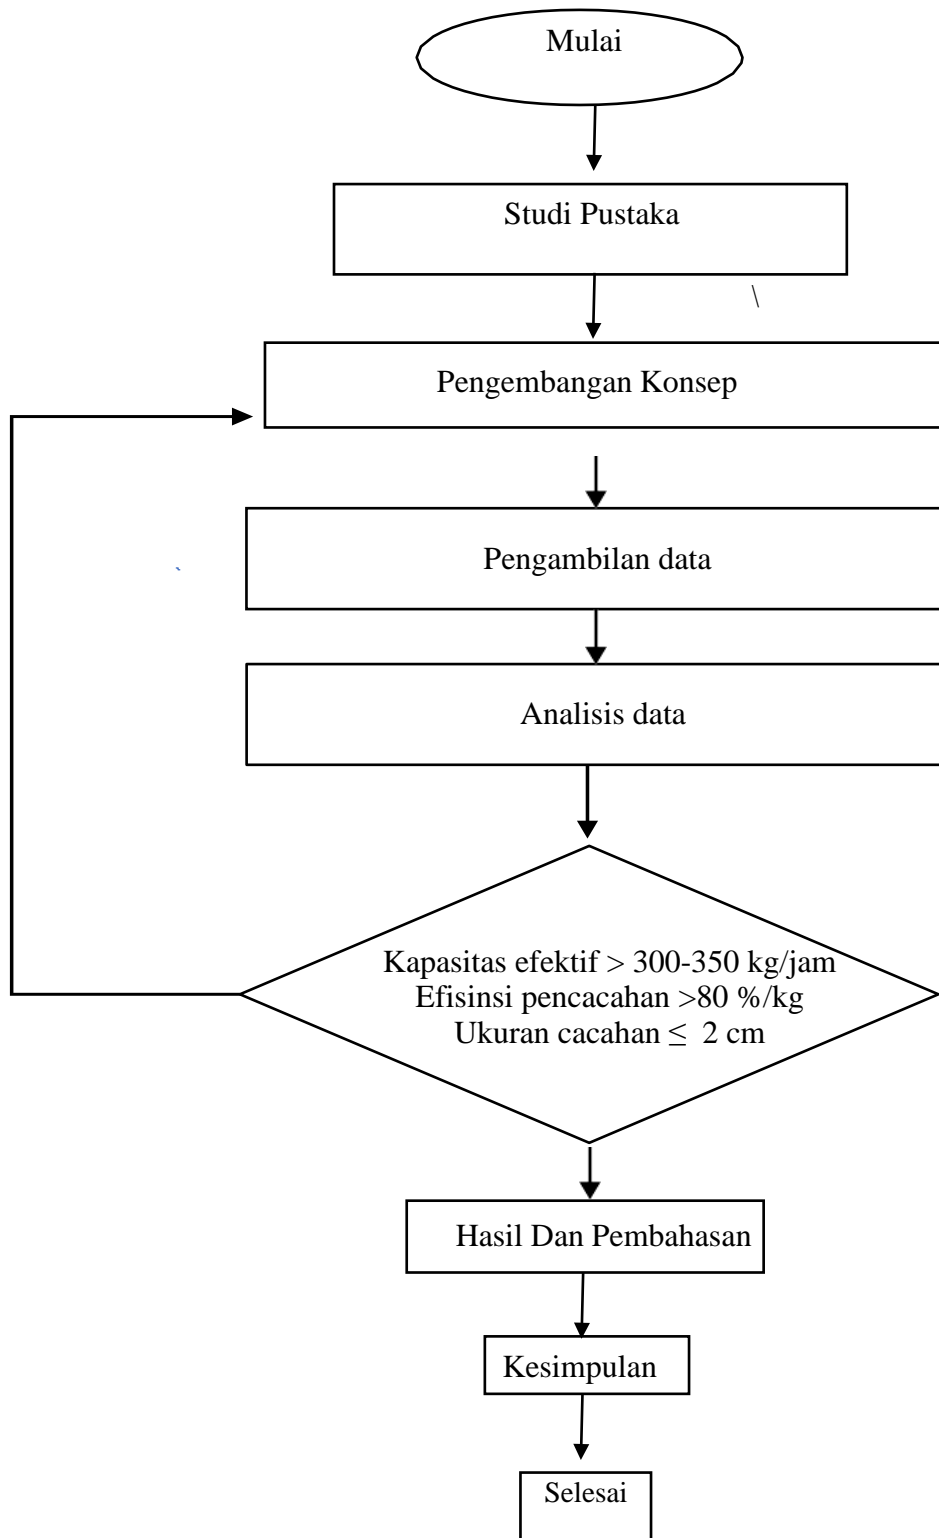 Mulai
Studi Pustaka
\
Pengembangan Konsep
Pengambilan data
`
Analisis data
Kapasitas efektif > 300-350 kg/jam
Efisinsi pencacahan >80 %/kg
Ukuran cacahan ≤ 2 cm
Hasil Dan Pembahasan
Kesimpulan
Selesai